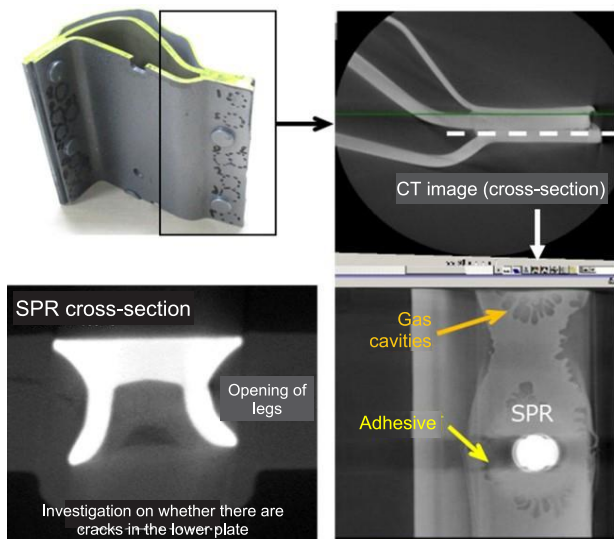 CT image (cross-section)
SPR cross-section
Opening of
legs
Investigation on whether there are
cracks in the lower plate
Gas
cavities
SPR
Adhesive